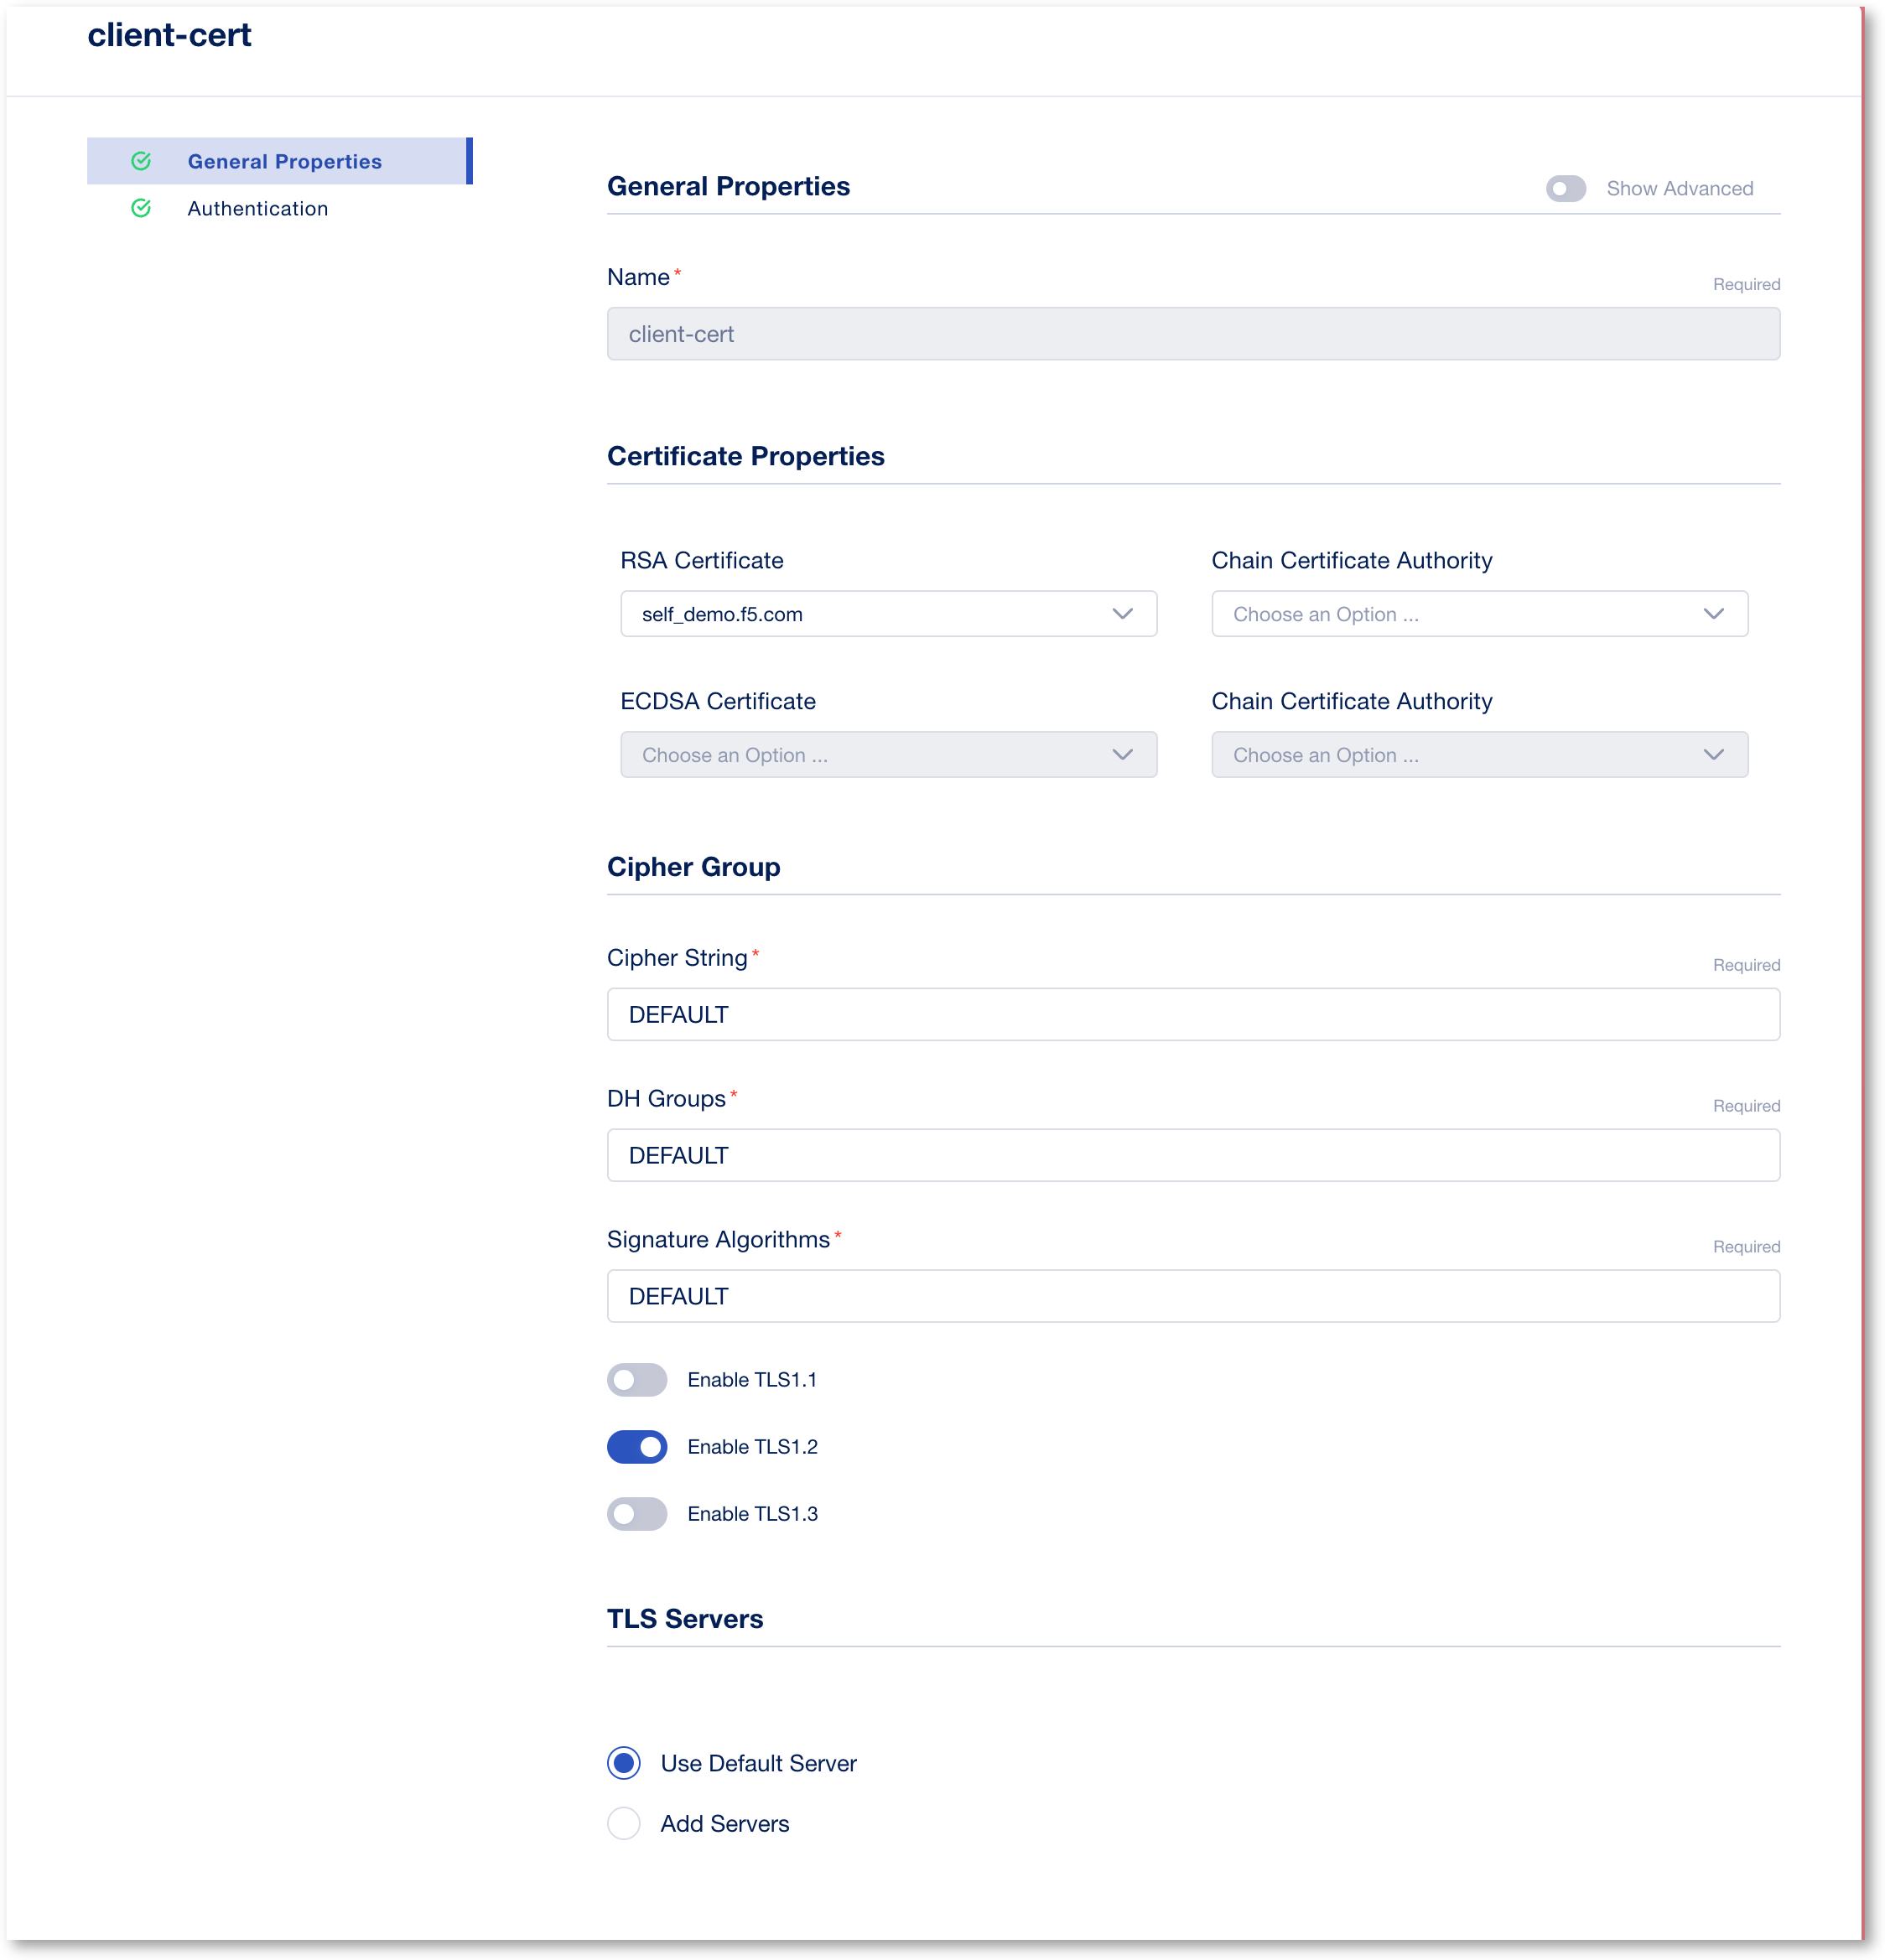 client-cert
General Properties
Authentication
General Properties
Show Advanced
Name*
Required
client-cert
Certificate Properties
RSA Certificate
Chain Certificate Authority
self_demo.f5.com
Choose an Option ...
ECDSA Certificate
Chain Certificate Authority
Choose an Option ...
Choose an Option ...
Cipher Group
Cipher String*
Required
DEFAULT
DH Groups*
Required
DEFAULT
Signature Algorithms*
Required
DEFAULT
Enable TLS1.1
Enable TLS1.2
Enable TLS1.3
TLS Servers
Use Default Server
Add Servers